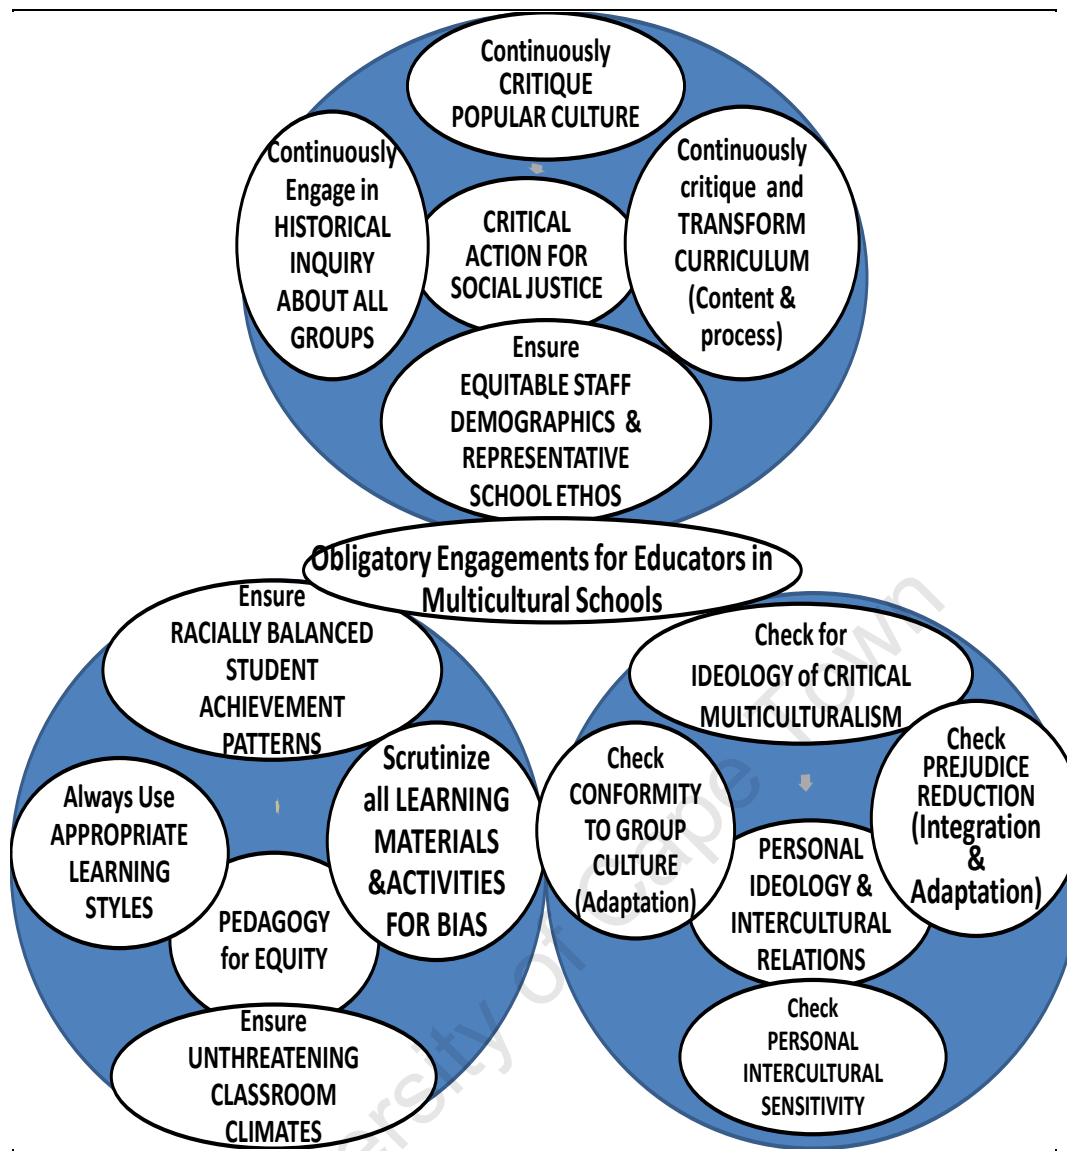 Continuously
CRITIQUE
POPULAR CULTURE
Continuously
Engage in
HISTORICAL
INQUIRY
ABOUT ALL
GROUPS
CRITICAL
ACTION FOR
SOCIAL JUSTICE
Continuously
critique and
TRANSFORM
CURRICULUM
(Content &
process)
Ensure
EQUITABLE STAFF
DEMOGRAPHICS &
REPRESENTATIVE
SCHOOL ETHOS
Obligatory Engagements for Educators in
Multicultural Schools
Ensure
RACIALLY BALANCED
STUDENT
ACHIEVEMENT
PATTERNS
Always Use
APPROPRIATE
LEARNING
STYLES
Scrutinize
all LEARNING
MATERIALS
&ACTIVITIES
FOR BIAS
PEDAGOGY
for EQUITY
Ensure
UNTHREATENING
CLASSROOM
CLIMATES
Check for
IDEOLOGY of CRITICAL
MULTICULTURALISM
Check
CONFORMITY
TO GROUP
CULTURE
(Adaptation)
Check
PREJUDICE
REDUCTION
(Integration
&
Adaptation)
PERSONAL
IDEOLOGY &
INTERCULTURAL
RELATIONS
Check
PERSONAL
INTERCULTURAL
SENSITIVITY
ersity of Cape Town